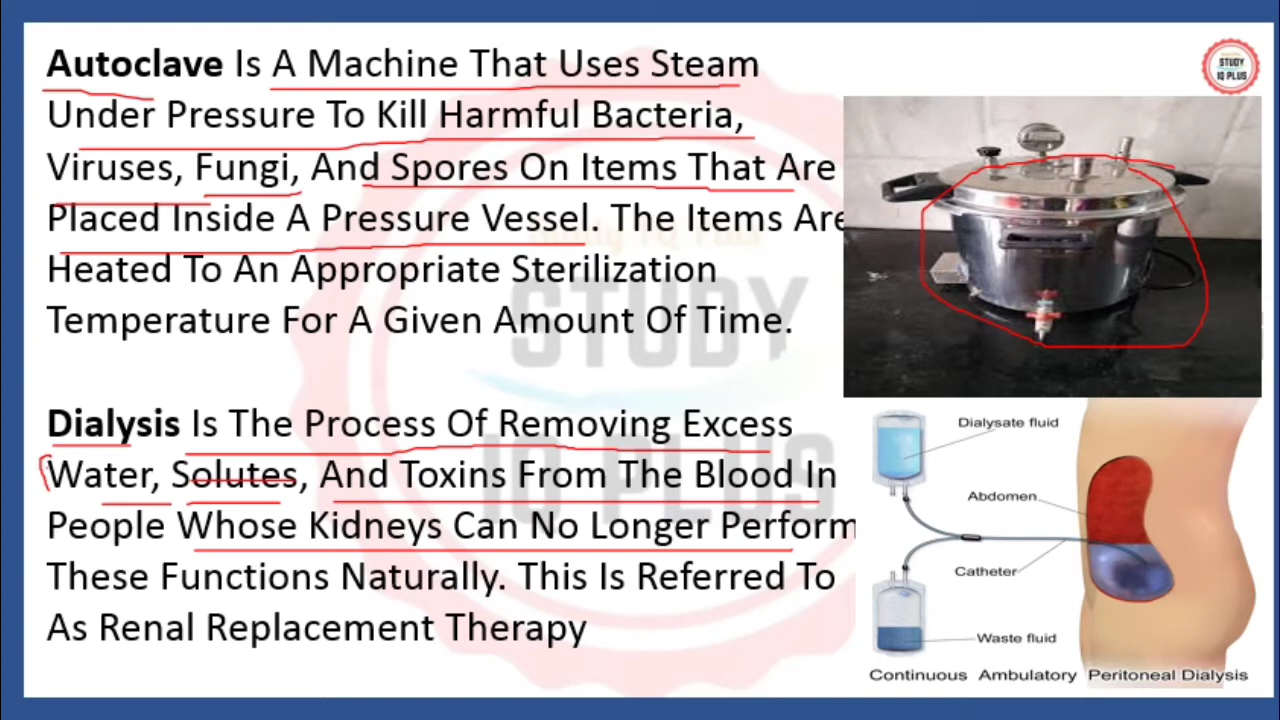 Autoclave Is A Machine That Uses Steam
Under Pressure To Kill Harmful Bacteria,
Viruses, Fungi, And Spores On Items That Are
Placed Inside A Pressure Vessel. The Items Are
Heated To An Appropriate Sterilization
Temperature For A Given Amount Of Time.
Dialysis Is The Process Of Removing Excess
Water, Solutes, And Toxins From The Blood In
People Whose Kidneys Can No Longer Perform
These Functions Naturally. This Is Referred To
As Renal Replacement Therapy
STUDY
IQ PLUS
Dialysate fluid
Abdomen
Catheter
Waste fluid
Continuous Ambulatory Peritoneal Dialysis
STUDY
IQ PLUS